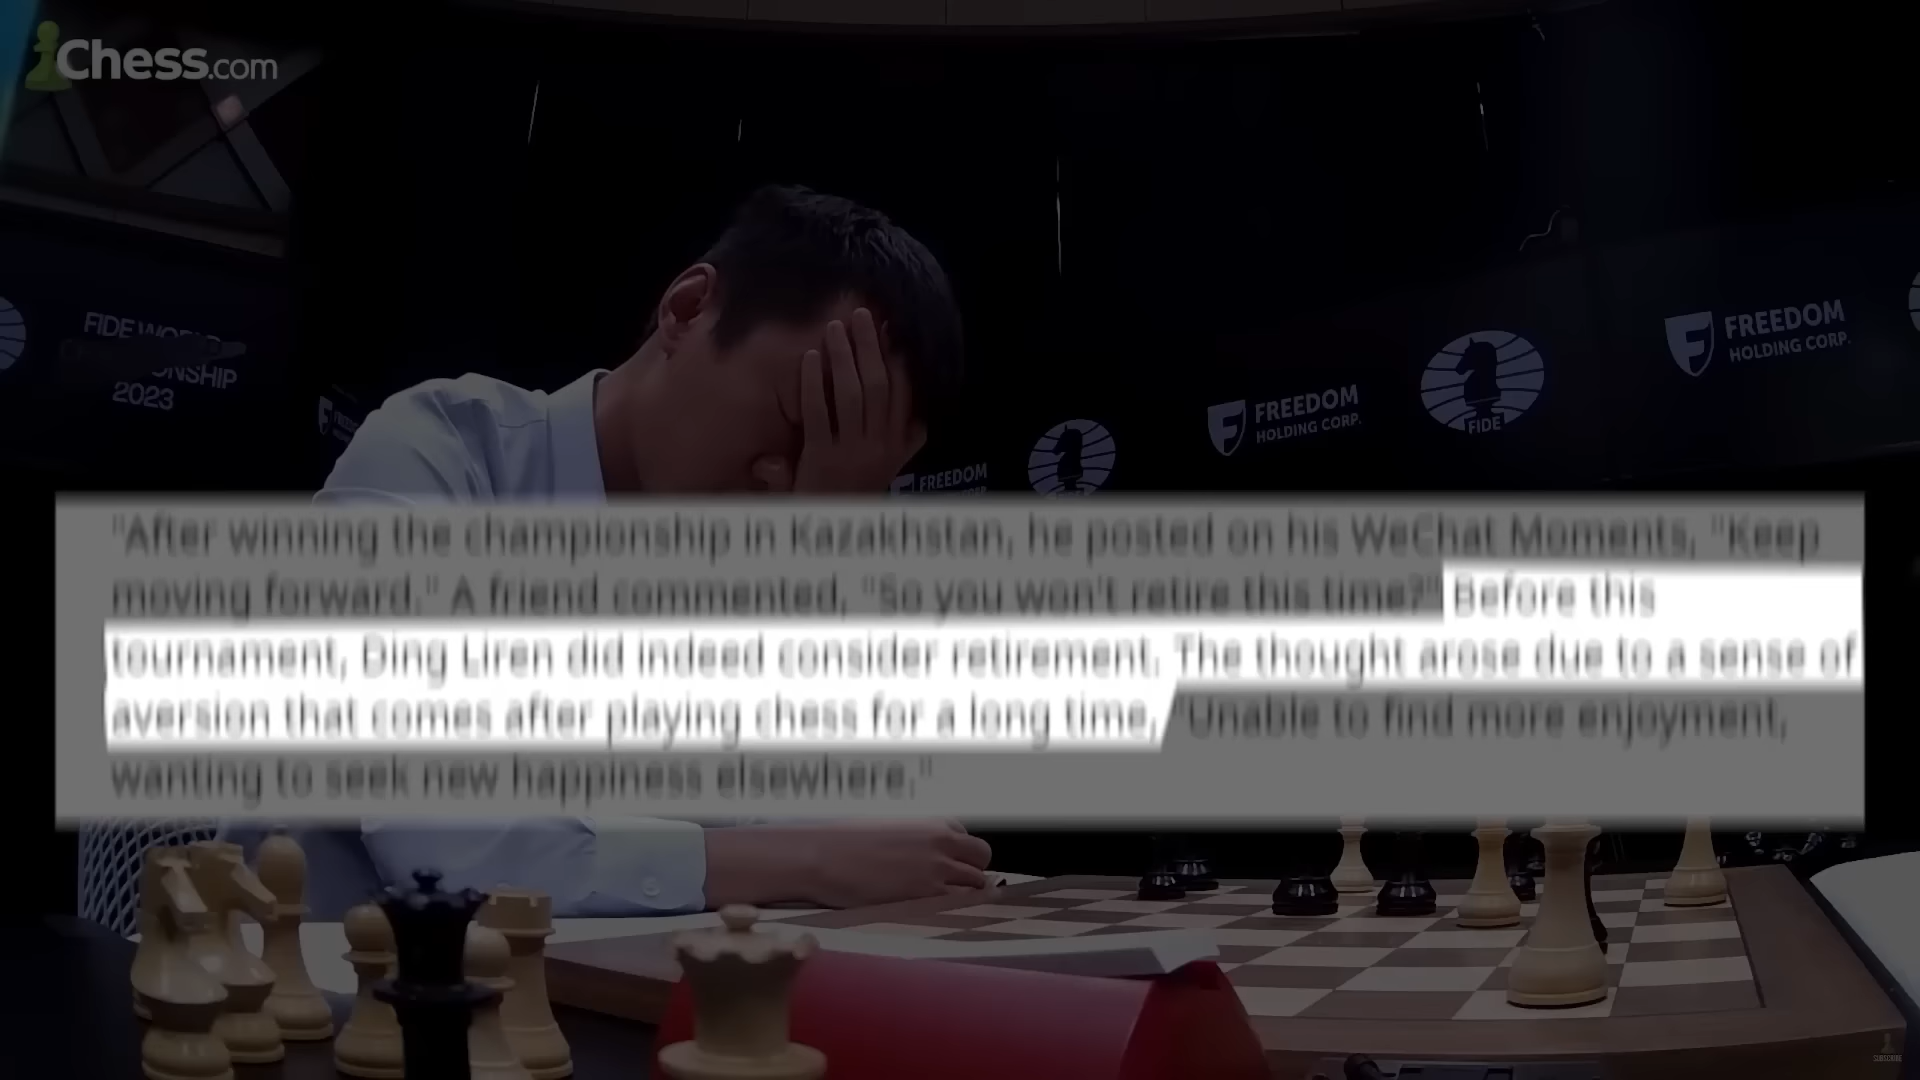 Chess.com
FIDE WORLD
CHAMPIONSHIP
2023
FREEDOM
HOLDING CORP.
FIDE
FREEDOM
HOLDING CORP.
FREEDOM
"After winning the championship in Kazakhstan, he posted on his WeChat Moments, "Keep
moving forward." A friend commented, "So you won't retire this time?" Before this
tournament, Ding Liren did indeed consider retirement. The thought arose due to a sense of
aversion that comes after playing chess for a long time, "Unable to find more enjoyment,
wanting to seek new happiness elsewhere."
SUBSCRIBE